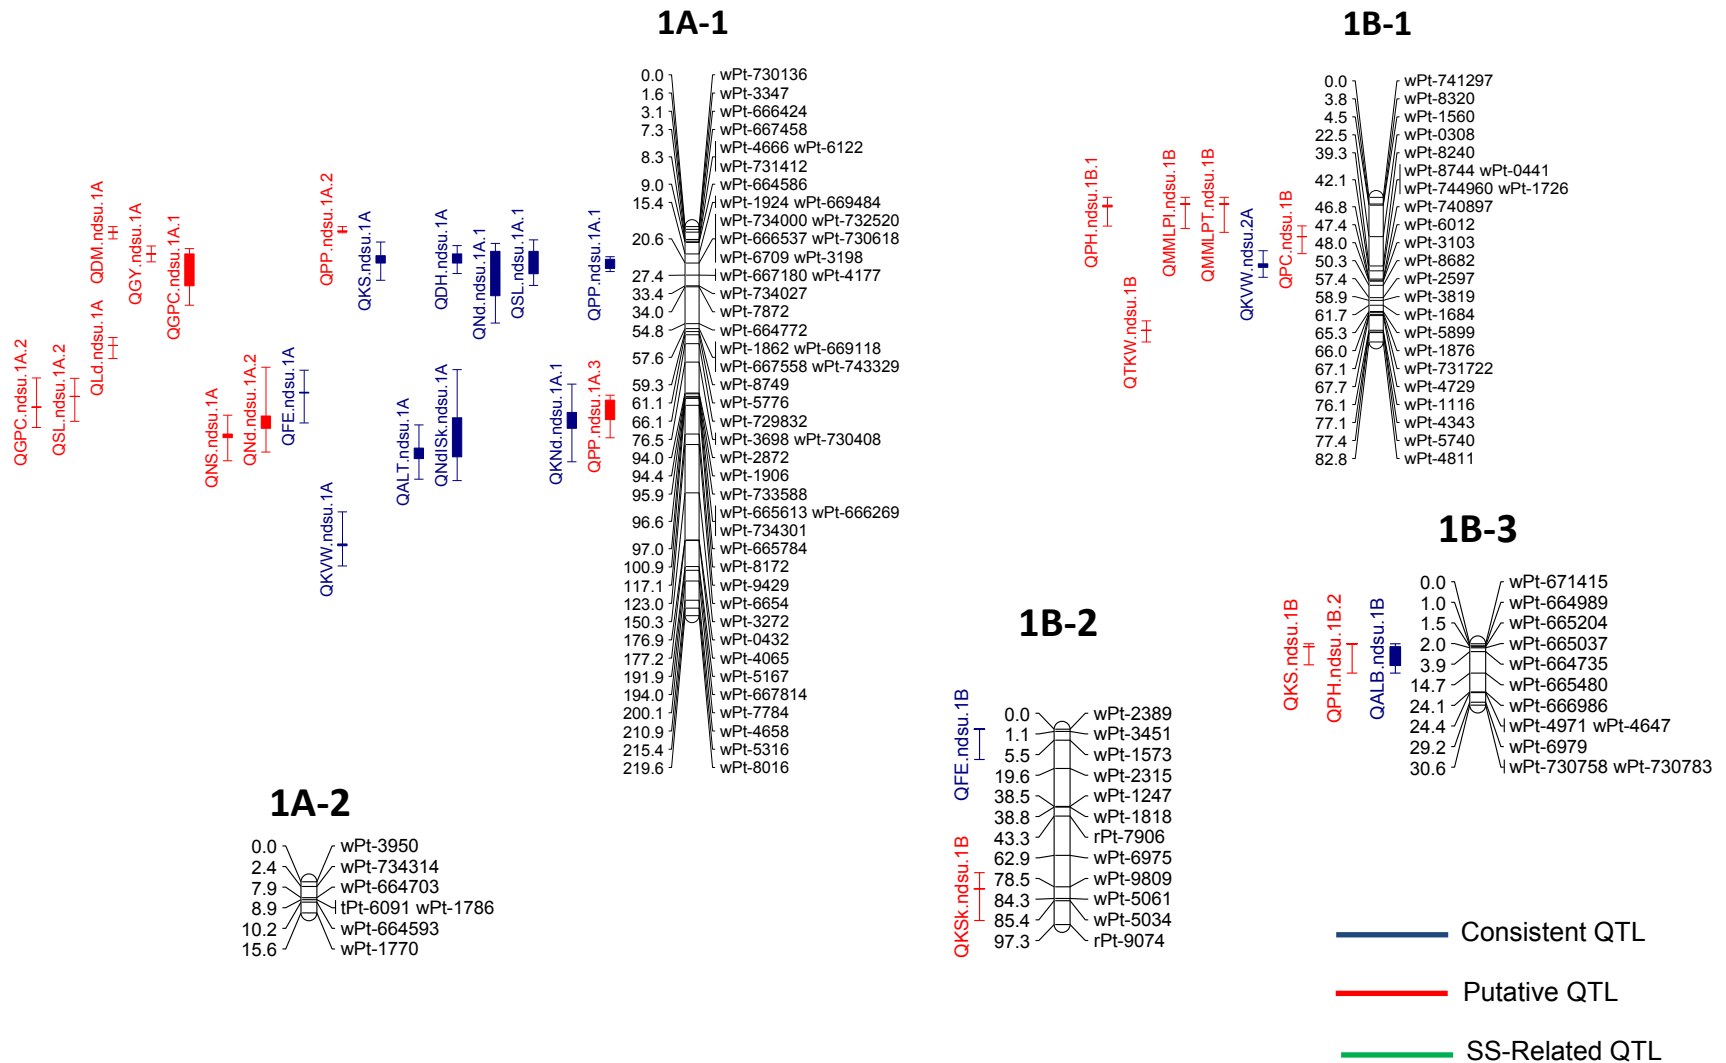 1A-1
0.0 wPt-730136
1.6 wPt-3347
3.1 wPt-666424
7.3 wPt-667458
wPt-4666 wPt-6122
8.3 wPt-731412
9.0 wPt-664586
15.4 wPt-1924 wPt-669484
wPt-734000 wPt-732520
20.6 wPt-666537 wPt-730618
wPt-6709 wPt-3198
27.4 wPt-667180 wPt-4177
33.4 wPt-734027
34.0 wPt-7872
54.8 wPt-664772
wPt-1862 wPt-669118
57.6 wPt-667558 wPt-743329
59.3 wPt-8749
61.1 wPt-5776
66.1 wPt-729832
76.5 wPt-3698 wPt-730408
94.0 wPt-2872
94.4 wPt-1906
95.9 wPt-733588
wPt-665613 wPt-666269
96.6 wPt-734301
97.0 wPt-665784
100.9 wPt-8172
117.1 wPt-9429
123.0 wPt-6654
150.3 wPt-3272
176.9 wPt-0432
177.2 wPt-4065
191.9 wPt-5167
194.0 wPt-667814
200.1 wPt-7784
210.9 wPt-4658
215.4 wPt-5316
219.6 wPt-8016
QGPC.ndsu.1A.2
QSL.ndsu.1A.2
QLd.ndsu.1A
QDM.ndsu.1A
QGY.ndsu.1A
QGPC.ndsu.1A.1
QNS.ndsu.1A
QNd.ndsu.1A.2
QFE.ndsu.1A
QPP.ndsu.1A.2
QKVW.ndsu.1A
QKS.ndsu.1A
QALT.ndsu.1A
QDH.ndsu.1A
QNdISk.ndsu.1A
QNd.ndsu.1A.1
QSL.ndsu.1A.1
QKNd.ndsu.1A.1
QPP.ndsu.1A.1
QPP.ndsu.1A.3
1A-2
0.0 wPt-3950
2.4 wPt-734314
7.9 wPt-664703
8.9 tPt-6091 wPt-1786
10.2 wPt-664593
15.6 wPt-1770
1B-1
0.0 wPt-741297
3.8 wPt-8320
4.5 wPt-1560
22.5 wPt-0308
39.3 wPt-8240
wPt-8744 wPt-0441
42.1 wPt-744960 wPt-1726
46.8 wPt-740897
47.4 wPt-6012
48.0 wPt-3103
50.3 wPt-8682
57.4 wPt-2597
58.9 wPt-3819
61.7 wPt-1684
65.3 wPt-5899
66.0 wPt-1876
67.1 wPt-731722
67.7 wPt-4729
76.1 wPt-1116
77.1 wPt-4343
77.4 wPt-5740
82.8 wPt-4811
QPH.ndsu.1B.1
QTKW.ndsu.1B
QMMLPI.ndsu.1B
QMMLPT.ndsu.1B
QKVW.ndsu.2A
QPC.ndsu.1B
1B-2
0.0 wPt-2389
1.1 wPt-3451
5.5 wPt-1573
19.6 wPt-2315
38.5 wPt-1247
38.8 wPt-1818
43.3 rPt-7906
62.9 wPt-6975
78.5 wPt-9809
84.3 wPt-5061
85.4 wPt-5034
97.3 rPt-9074
QFE.ndsu.1B
QKSk.ndsu.1B
1B-3
0.0 wPt-671415
1.0 wPt-664989
1.5 wPt-665204
2.0 wPt-665037
3.9 wPt-664735
14.7 wPt-665480
24.1 wPt-666986
24.4 wPt-4971 wPt-4647
29.2 wPt-6979
30.6 wPt-730758 wPt-730783
QKS.ndsu.1B
QPH.ndsu.1B.2
QALB.ndsu.1B
Consistent QTL
Putative QTL
SS-Related QTL